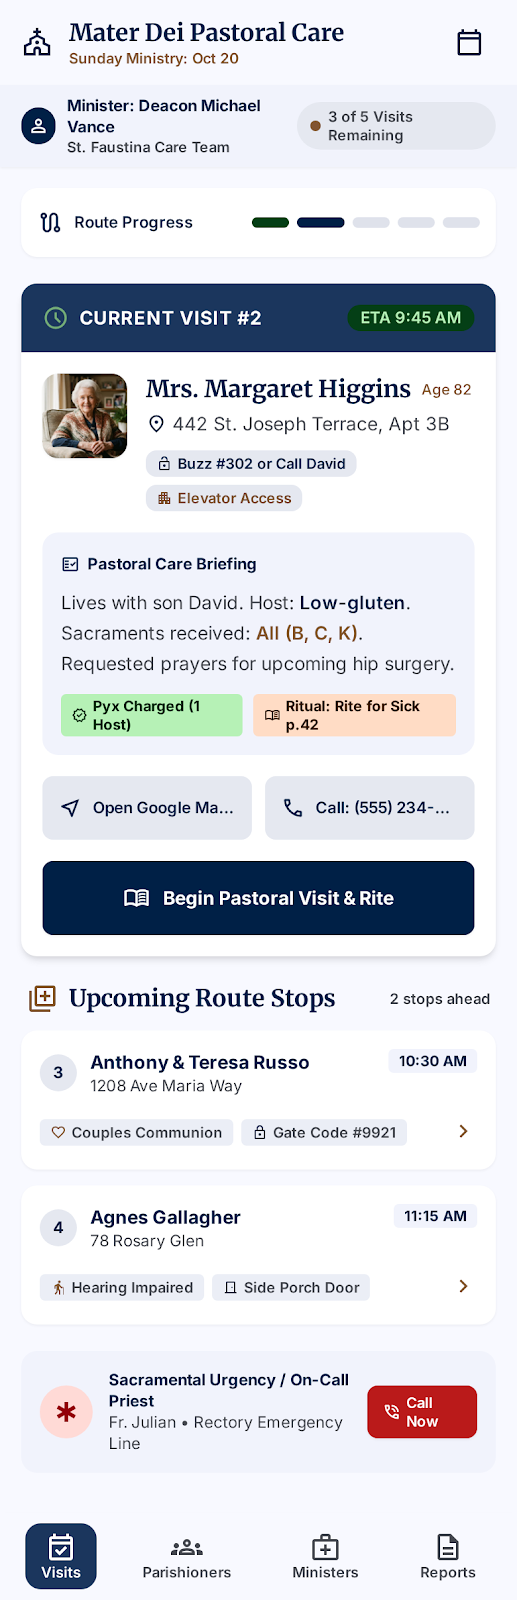 Mater Dei Pastoral Care
Sunday Ministry: Oct 20
Minister: Deacon Michael
Vance
St. Faustina Care Team
3 of 5 Visits
Remaining
Route Progress
CURRENT VISIT #2
ETA 9:45 AM
Mrs. Margaret Higgins
Age 82
442 St. Joseph Terrace, Apt 3B
Buzz #302 or Call David
Elevator Access
Pastoral Care Briefing
Lives with son David. Host: Low-gluten.
Sacraments received: All (B, C, K).
Requested prayers for upcoming hip surgery.
Pyx Charged (1
Host)
Ritual: Rite for Sick
p.42
Open Google Ma...
Call: (555) 234-...
Begin Pastoral Visit & Rite
Upcoming Route Stops
2 stops ahead
3
Anthony & Teresa Russo
10:30 AM
1208 Ave Maria Way
Couples Communion
Gate Code #9921
4
Agnes Gallagher
11:15 AM
78 Rosary Glen
Hearing Impaired
Side Porch Door
Sacramental Urgency / On-Call
Priest
Fr. Julian • Rectory Emergency
Line
Call
Now
Visits
Parishioners
Ministers
Reports